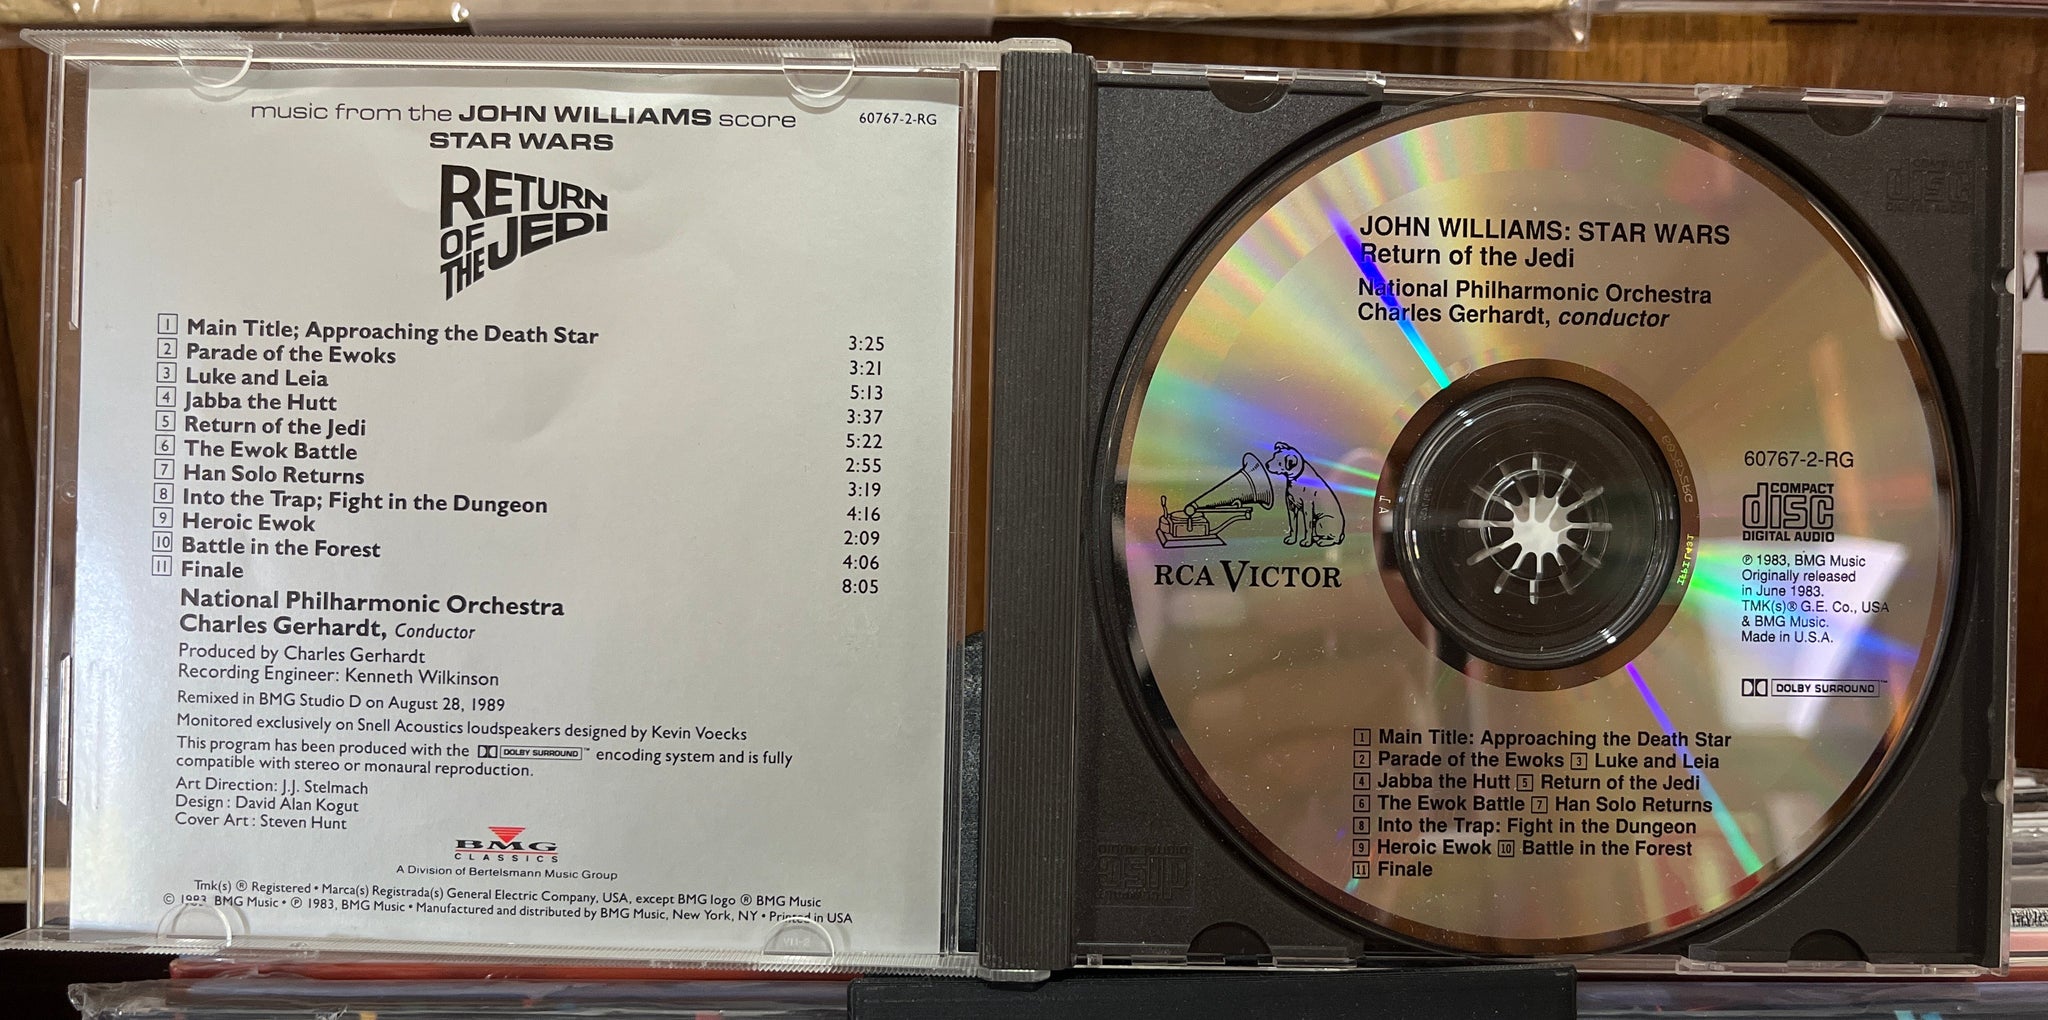 music from the JOHN WILLIAMS score
60767-2-RG
STAR WARS
RETURN
OF
THE JEDI
1 Main Title; Approaching the Death Star 3:25
2 Parade of the Ewoks 3:21
3 Luke and Leia 5:13
4 Jabba the Hutt 3:37
5 Return of the Jedi 5:22
6 The Ewok Battle 2:55
7 Han Solo Returns 3:19
8 Into the Trap; Fight in the Dungeon 4:16
9 Heroic Ewok 2:09
10 Battle in the Forest 4:06
11 Finale 8:05
National Philharmonic Orchestra
Charles Gerhardt, Conductor
Produced by Charles Gerhardt
Recording Engineer: Kenneth Wilkinson
Remixed in BMG Studio D on August 28, 1989
Monitored exclusively on Snell Acoustics loudspeakers designed by Kevin Voecks
This program has been produced with the DOLBY SURROUND™ encoding system and is fully
compatible with stereo or monaural reproduction.
Art Direction: J.J. Stelmach
Design: David Alan Kogut
Cover Art: Steven Hunt
BMG
CLASSICS
A Division of Bertelsmann Music Group
Tmk(s) ® Registered • Marca(s) Registrada(s) General Electric Company, USA, except BMG logo ® BMG Music
© 1983, BMG Music • ℗ 1983, BMG Music • Manufactured and distributed by BMG Music, New York, NY • Printed in USA
JOHN WILLIAMS: STAR WARS
Return of the Jedi
National Philharmonic Orchestra
Charles Gerhardt, conductor
RCA VICTOR
60767-2-RG
COMPACT
disc
DIGITAL AUDIO
℗ 1983, BMG Music
Originally released
in June 1983.
TMK(s)® G.E. Co., USA
& BMG Music.
Made in U.S.A.
DOLBY SURROUND™
1 Main Title: Approaching the Death Star
2 Parade of the Ewoks 3 Luke and Leia
4 Jabba the Hutt 5 Return of the Jedi
6 The Ewok Battle 7 Han Solo Returns
8 Into the Trap: Fight in the Dungeon
9 Heroic Ewok 10 Battle in the Forest
11 Finale
COMPACT
disc
DIGITAL AUDIO